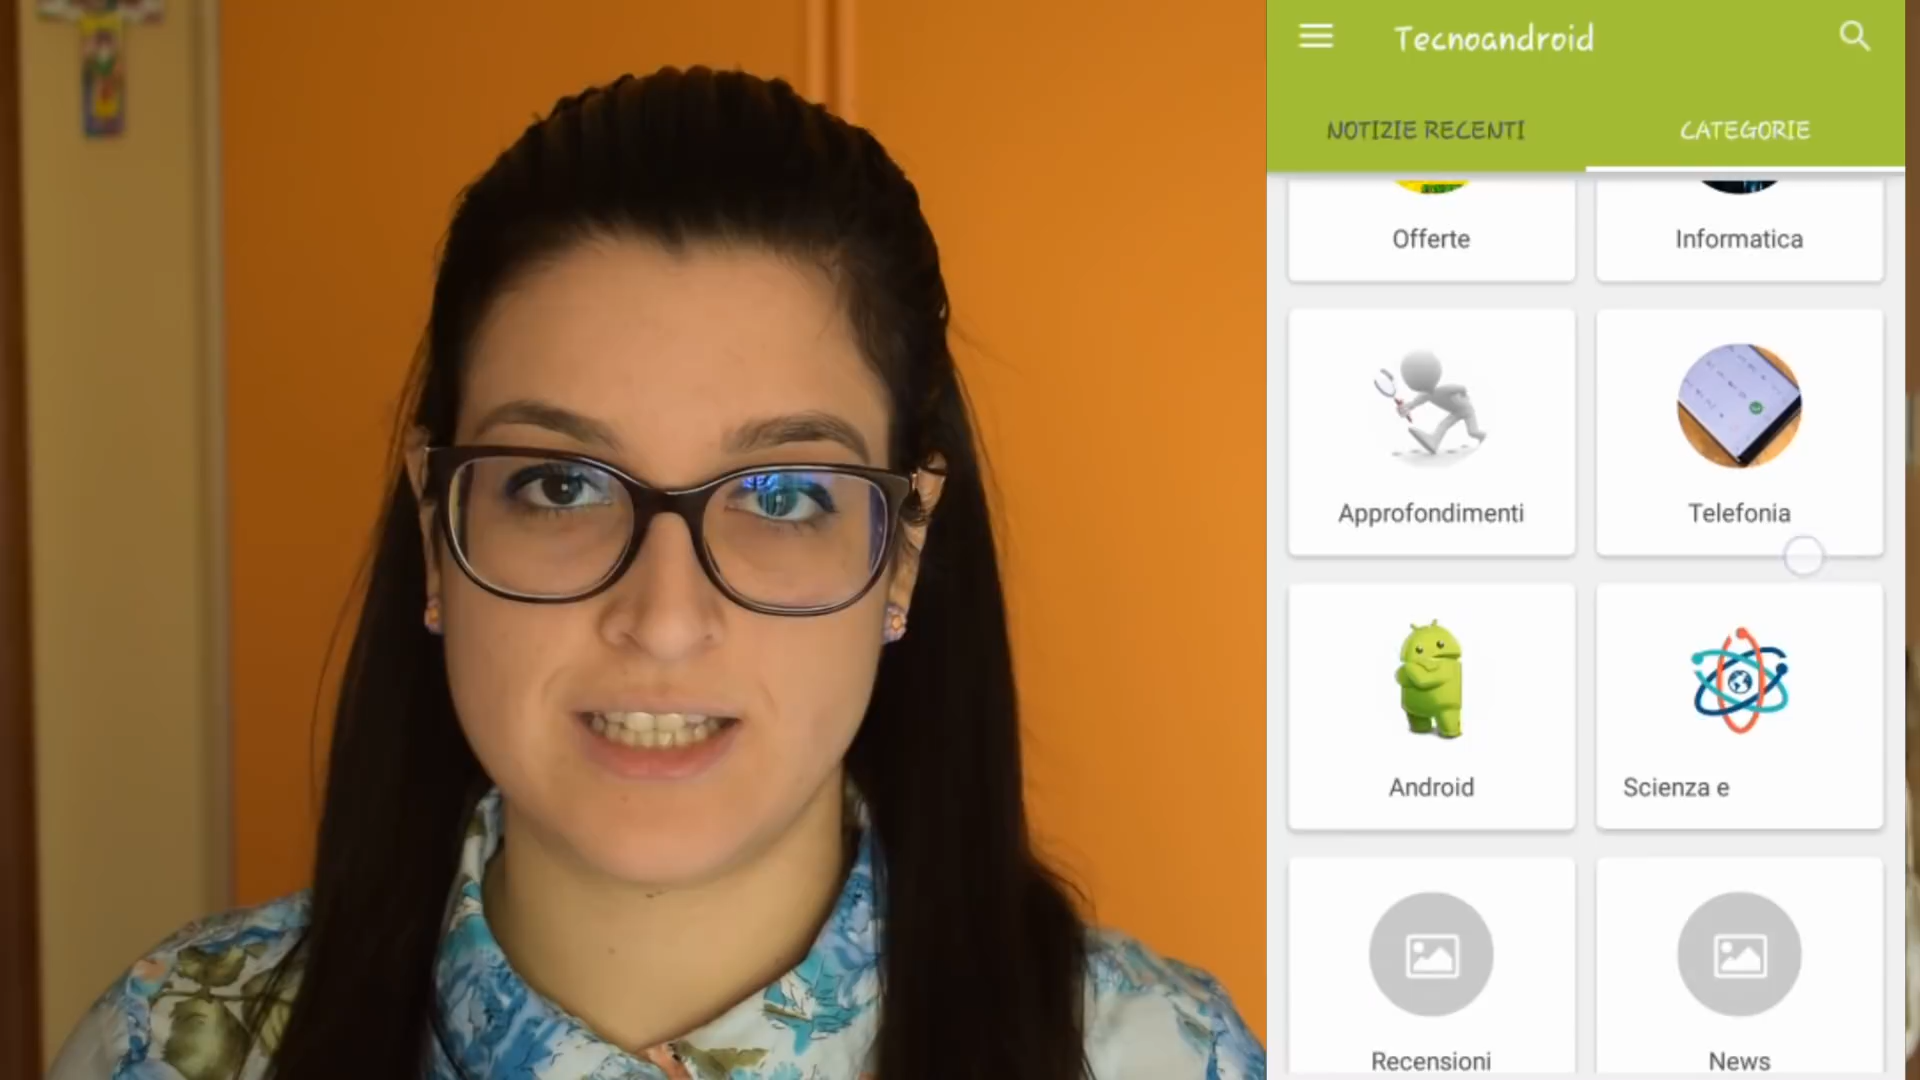 Tecnoandroid
NOTIZIE RECENTI
CATEGORIE
Offerte
Informatica
Approfondimenti
Telefonia
Android
Scienza e
Recensioni
News